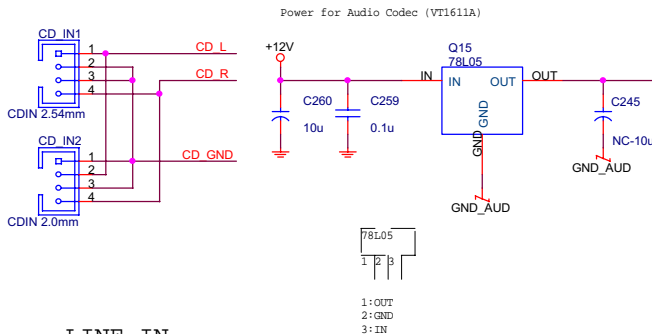 Power for Audio Codec (VT1611A)
CD_IN1
1
2
3
4
CDIN 2.54mm
CD_L
CD_R
CD_IN2
1
2
3
4
CDIN 2.0mm
CD_GND
+12V
C260
10u
C259
0.1u
Q15
78L05
IN
IN
OUT
OUT
GND
GND
GND_AUD
C245
NC-10u
GND_AUD
78L05
1 2 3
1:OUT
2:GND
3:IN